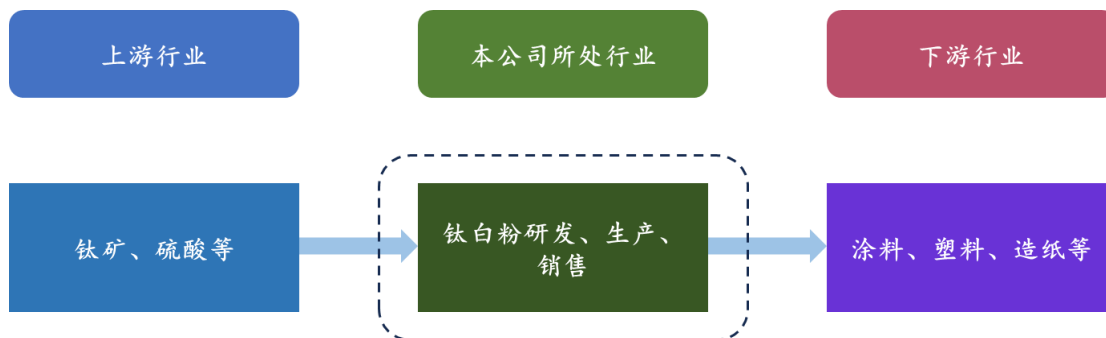 上游行业
本公司所处行业
下游行业
钛矿、硫酸等
钛白粉研发、生产、
销售
涂料、塑料、造纸等